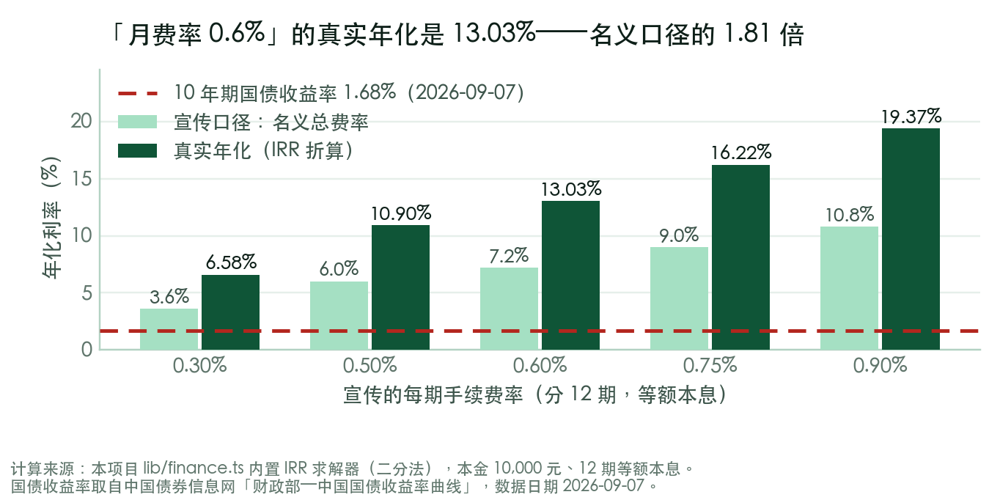 「月费率 0.6%」的真实年化是 13.03%——名义口径的 1.81 倍
10 年期国债收益率 1.68%（2026-09-07）
宣传口径：名义总费率
真实年化（IRR 折算）
年化利率（%）
20
15
10
5
0
3.6%
6.58%
6.0%
10.90%
7.2%
13.03%
9.0%
16.22%
10.8%
19.37%
0.30%
0.50%
0.60%
0.75%
0.90%
宣传的每期手续费率（分 12 期，等额本息）
计算来源：本项目 lib/finance.ts 内置 IRR 求解器（二分法），本金 10,000 元、12 期等额本息。
国债收益率取自中国债券信息网「财政部—中国国债收益率曲线」，数据日期 2026-09-07。